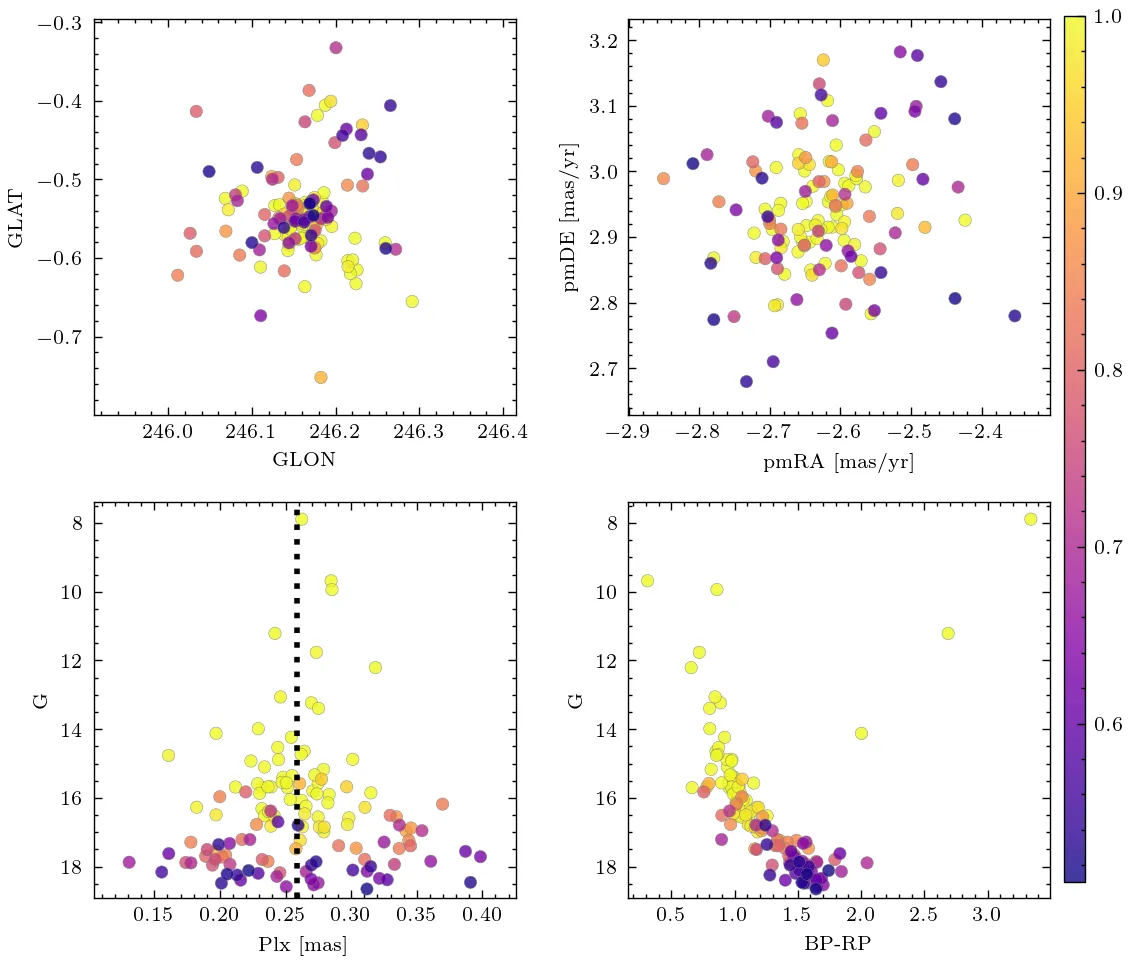 −0.3
−0.4
−0.5
−0.6
−0.7
GLAT
246.0 246.1 246.2 246.3 246.4
GLON
3.2
3.1
3.0
2.9
2.8
2.7
pmDE [mas/yr]
−2.9 −2.8 −2.7 −2.6 −2.5 −2.4
pmRA [mas/yr]
8
10
12
14
16
18
G
0.15 0.20 0.25 0.30 0.35 0.40
Plx [mas]
8
10
12
14
16
18
G
0.5 1.0 1.5 2.0 2.5 3.0
BP-RP
1.0
0.9
0.8
0.7
0.6